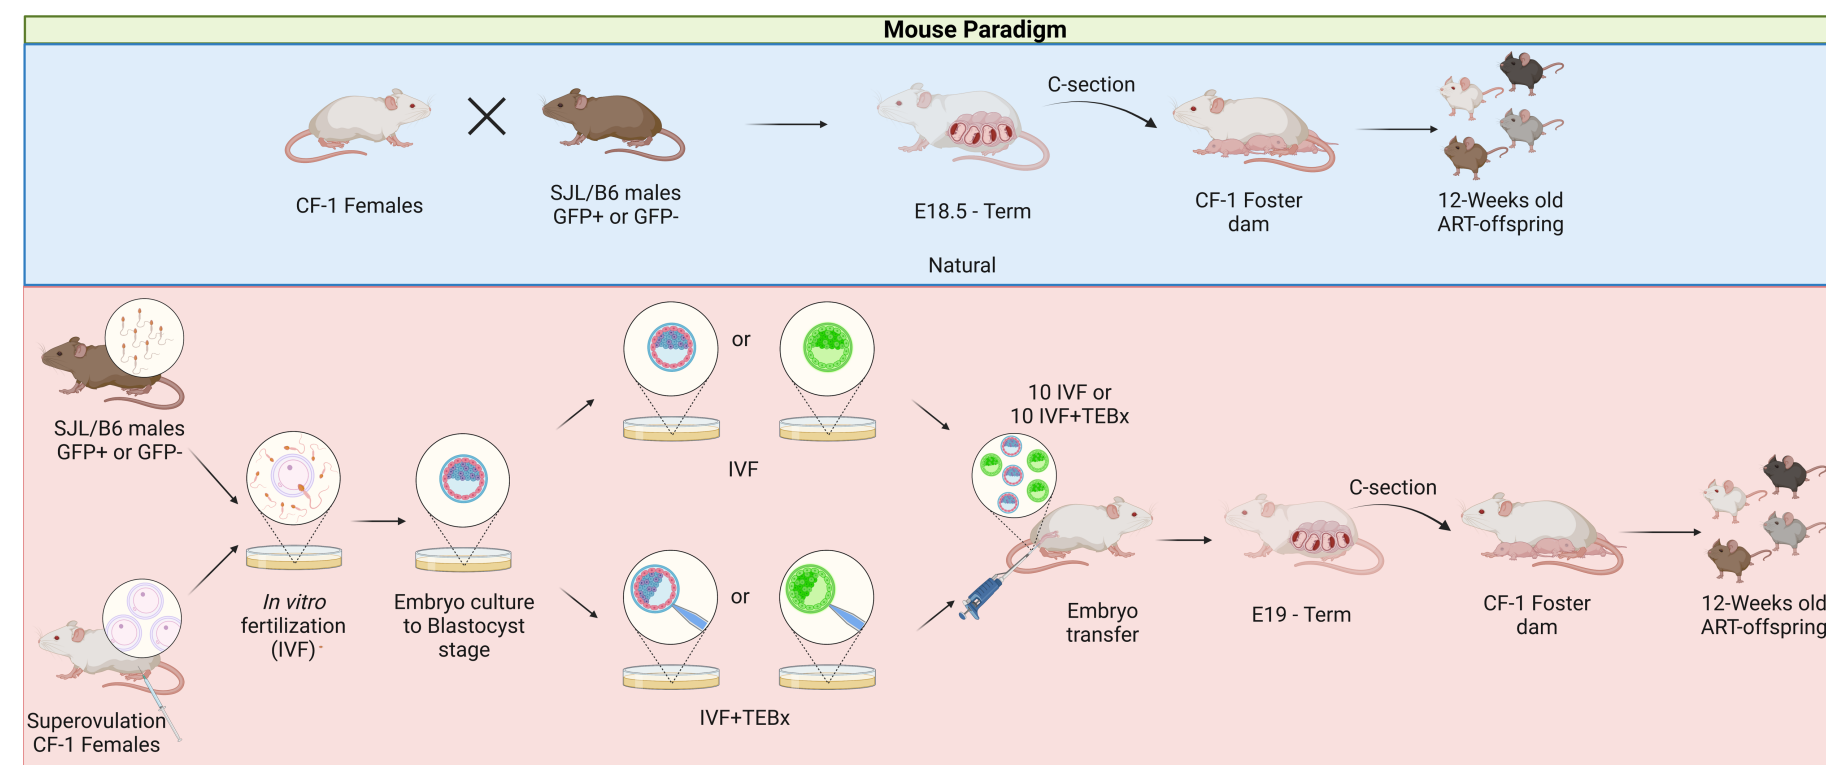 Mouse Paradigm
C-section
CF-1 Females
SJL/B6 males
GFP+ or GFP-
E18.5 - Term
CF-1 Foster
dam
12-Weeks old
ART-offspring
Natural
SJL/B6 males
GFP+ or GFP-
Superovulation
CF-1 Females
In vitro
fertilization
(IVF)
Embryo culture
to Blastocyst
stage
or
IVF
or
IVF+TEBx
10 IVF or
10 IVF+TEBx
Embryo
transfer
E19 - Term
C-section
CF-1 Foster
dam
12-Weeks old
ART-offspring